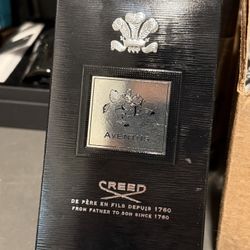 AVENTUS
CREED
DE PÈRE EN FILS DEPUIS 1760
FROM FATHER TO SON SINCE 1760